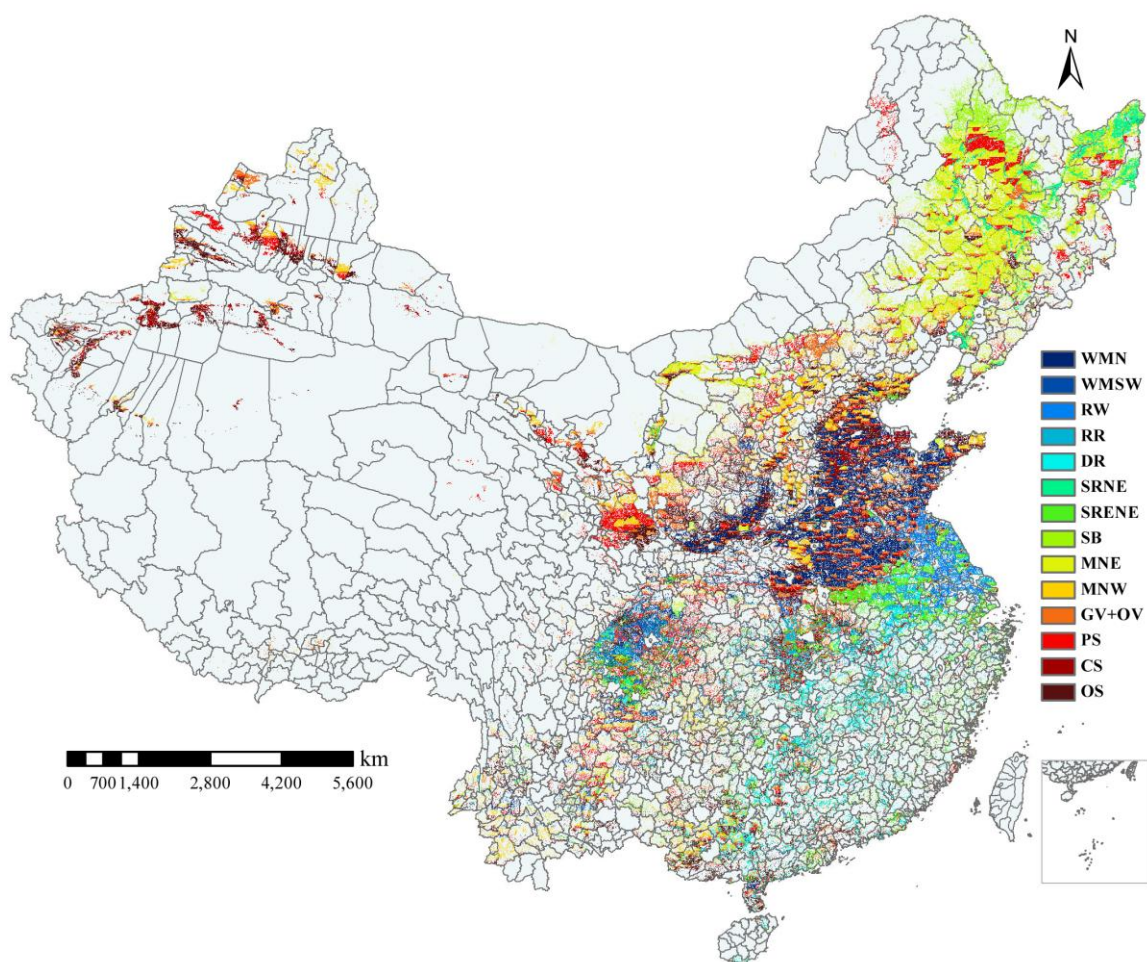 N
WMN
WMSW
RW
RR
DR
SRNE
SRENE
SB
MNE
MNW
GV+OV
PS
CS
OS
km
0 700 1,400 2,800 4,200 5,600